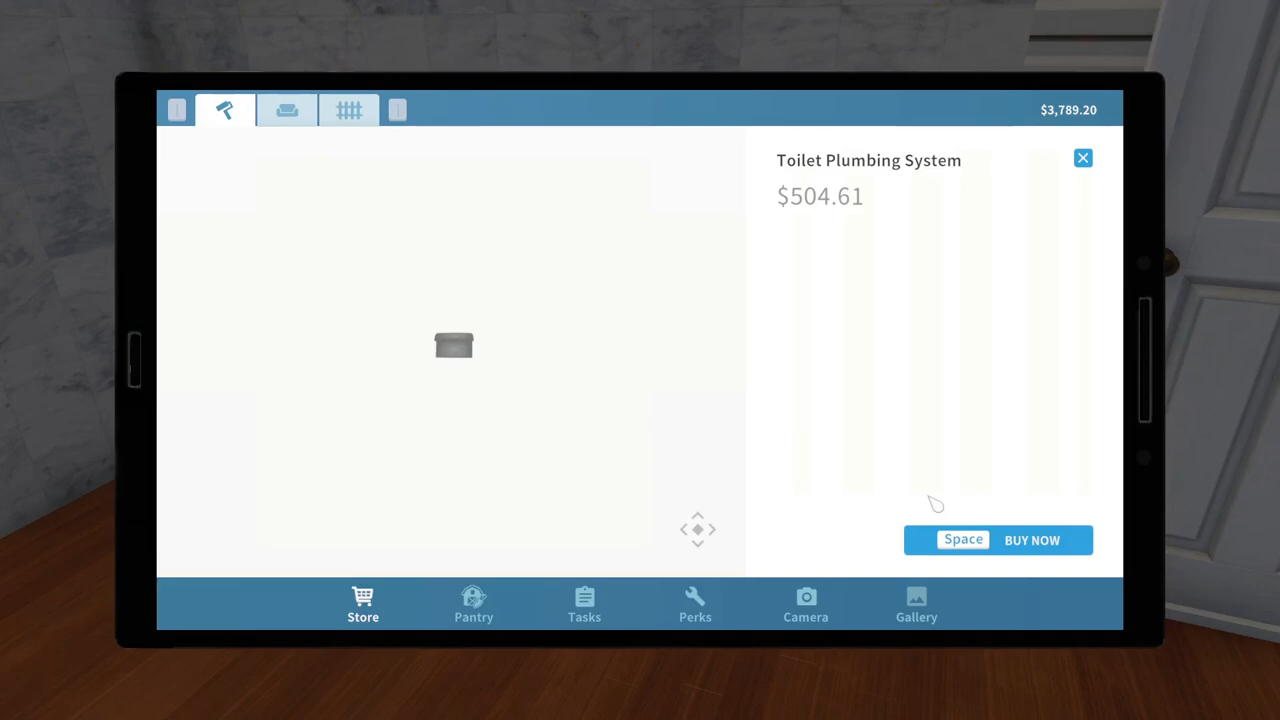 $3,789.20
Toilet Plumbing System
$504.61
Space BUY NOW
Store Pantry Tasks Perks Camera Gallery